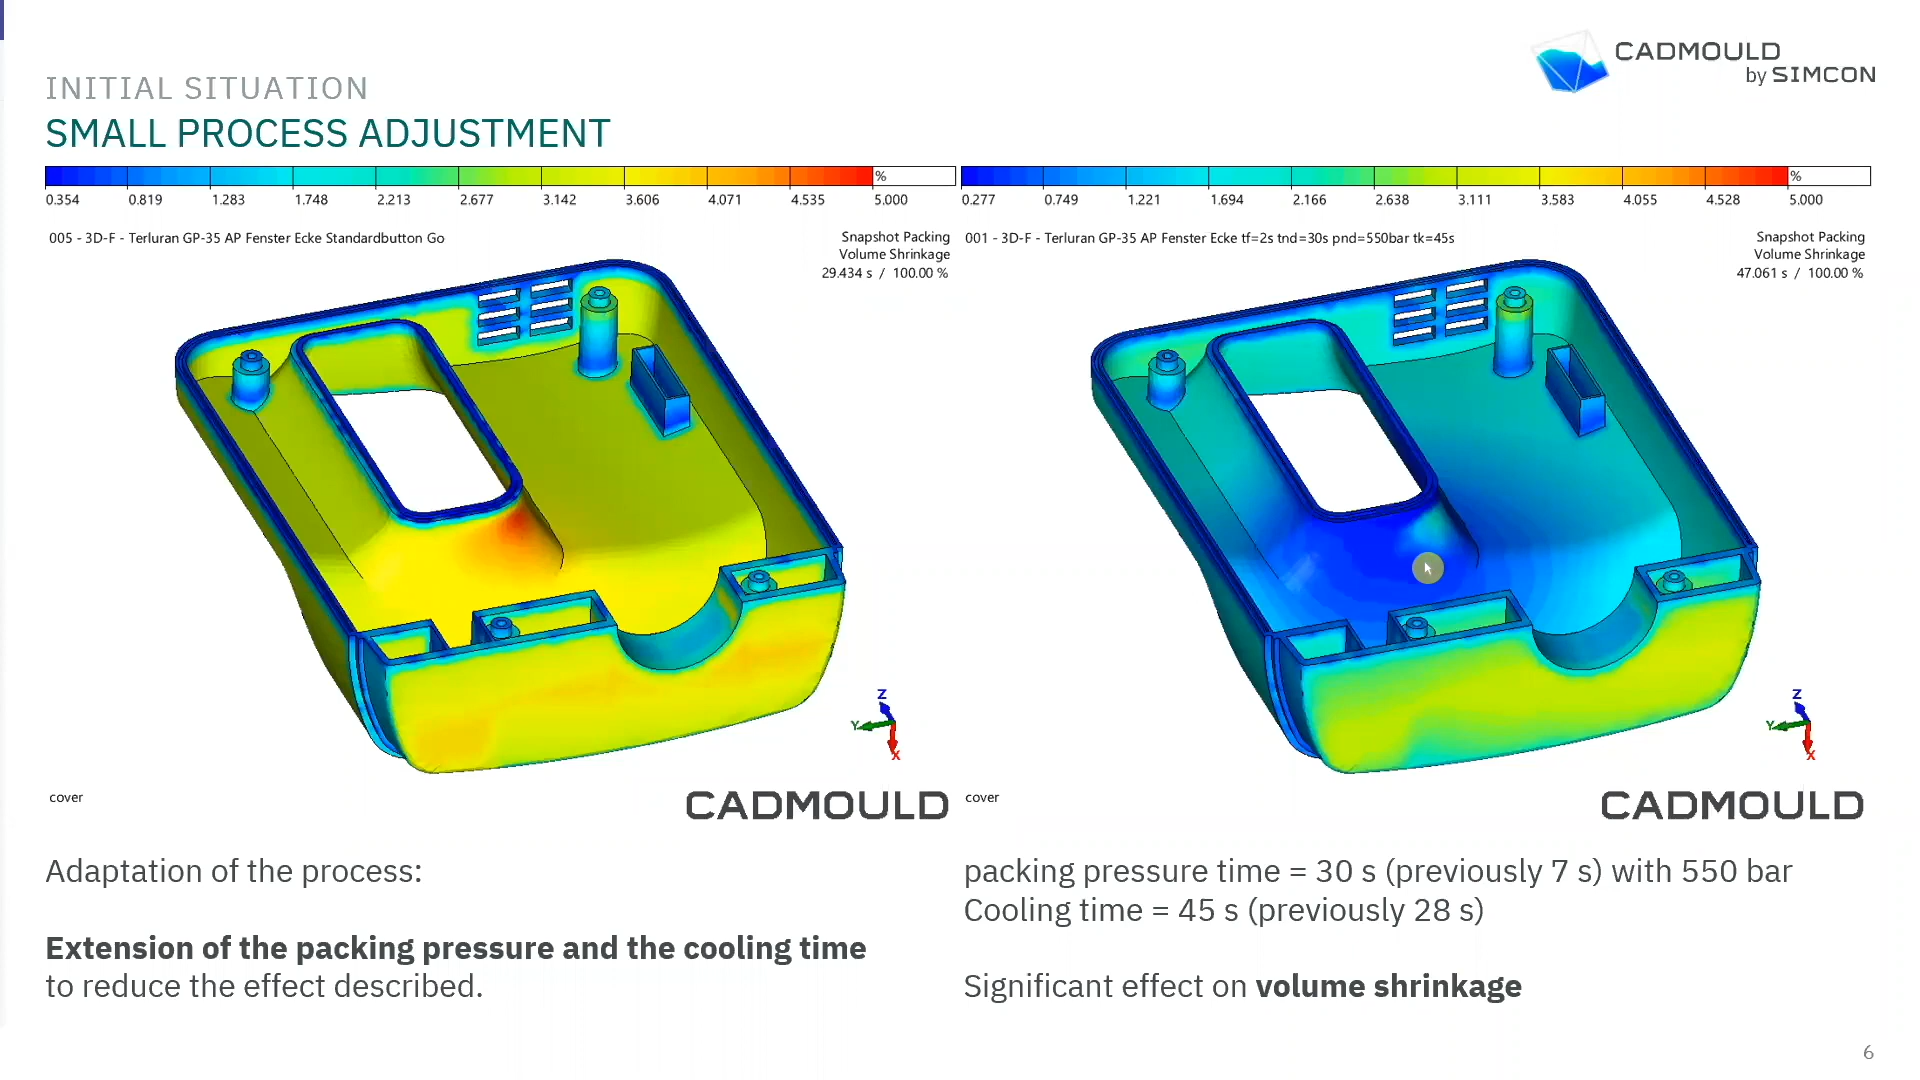 INITIAL SITUATION
SMALL PROCESS ADJUSTMENT
CADMOULD
by SIMCON
%
0.354 0.819 1.283 1.748 2.213 2.677 3.142 3.606 4.071 4.535 5.000
005 - 3D-F - Terluran GP-35 AP Fenster Ecke Standardbutton Go
Snapshot Packing
Volume Shrinkage
29.434 s / 100.00 %
Z
Y
X
cover
CADMOULD
%
0.277 0.749 1.221 1.694 2.166 2.638 3.111 3.583 4.055 4.528 5.000
001 - 3D-F - Terluran GP-35 AP Fenster Ecke tf=2s tnd=30s pnd=550bar tk=45s
Snapshot Packing
Volume Shrinkage
47.061 s / 100.00 %
Z
Y
X
cover
CADMOULD
Adaptation of the process:
Extension of the packing pressure and the cooling time
to reduce the effect described.
packing pressure time = 30 s (previously 7 s) with 550 bar
Cooling time = 45 s (previously 28 s)
Significant effect on volume shrinkage
6